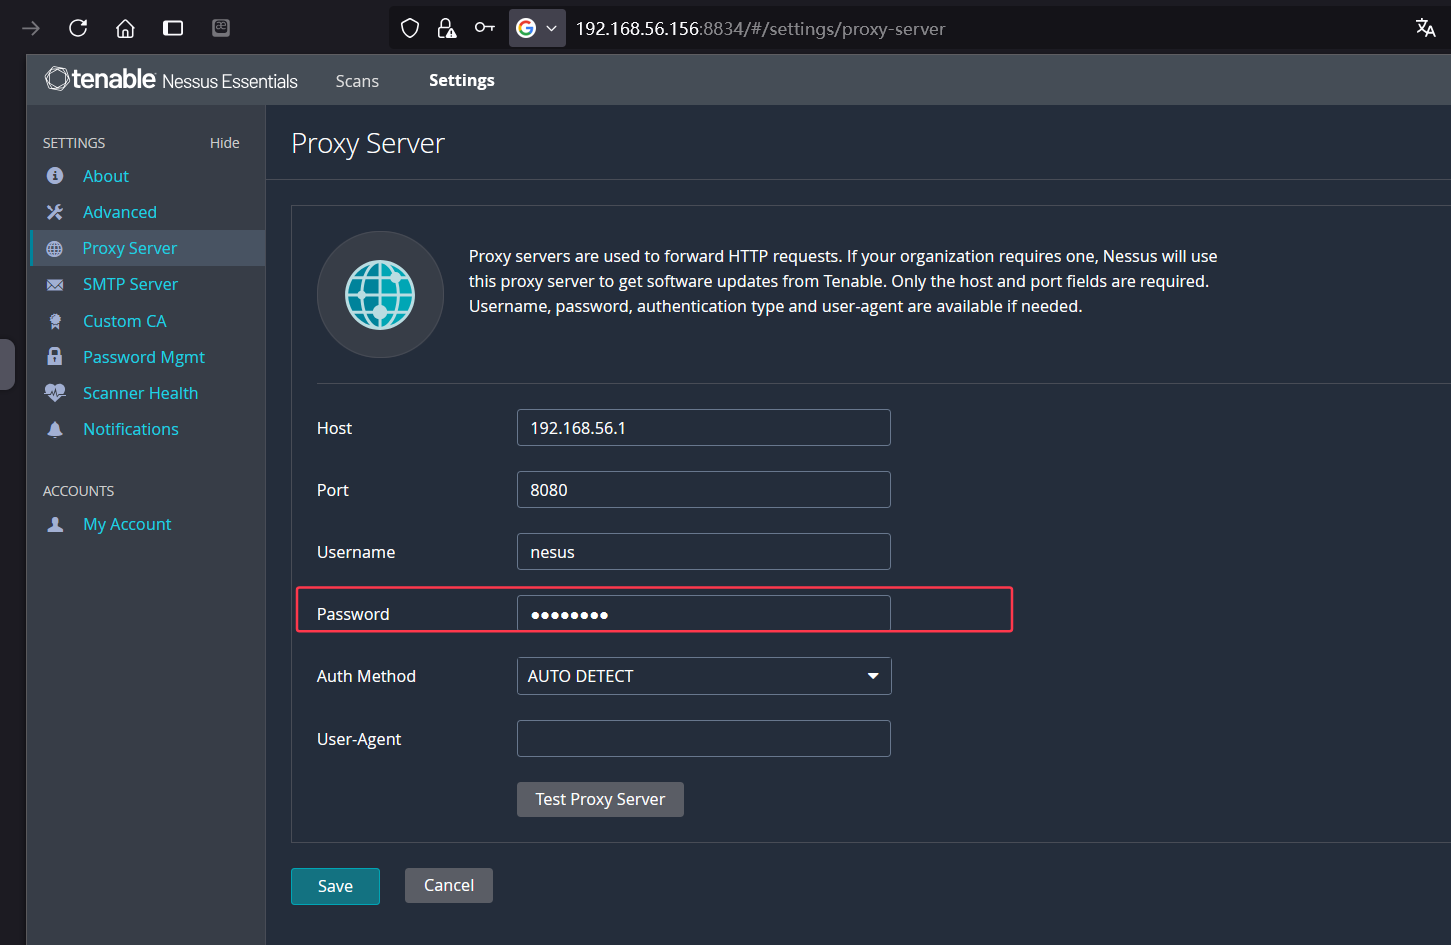 192.168.56.156:8834/#/settings/proxy-server
tenable Nessus Essentials Scans Settings
SETTINGS Hide
About
Advanced
Proxy Server
SMTP Server
Custom CA
Password Mgmt
Scanner Health
Notifications
ACCOUNTS
My Account
Proxy Server
Proxy servers are used to forward HTTP requests. If your organization requires one, Nessus will use
this proxy server to get software updates from Tenable. Only the host and port fields are required.
Username, password, authentication type and user-agent are available if needed.
Host 192.168.56.1
Port 8080
Username nesus
Password ●●●●●●●●
Auth Method AUTO DETECT
User-Agent
Test Proxy Server
Save Cancel